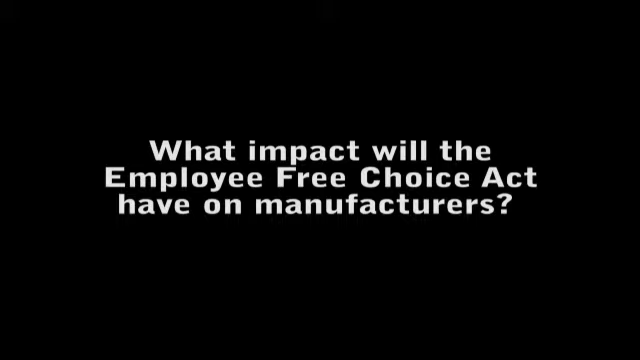 What impact will the
Employee Free Choice Act
have on manufacturers?